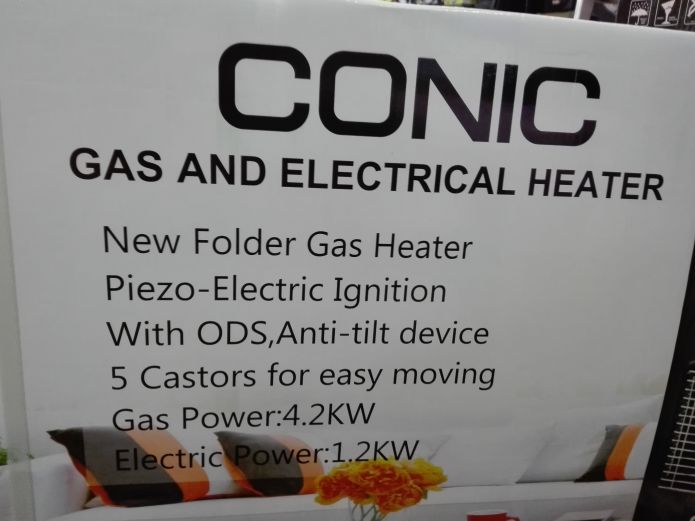 CONIC
GAS AND ELECTRICAL HEATER
New Folder Gas Heater
Piezo-Electric Ignition
With ODS,Anti-tilt device
5 Castors for easy moving
Gas Power:4.2KW
Electric Power:1.2KW